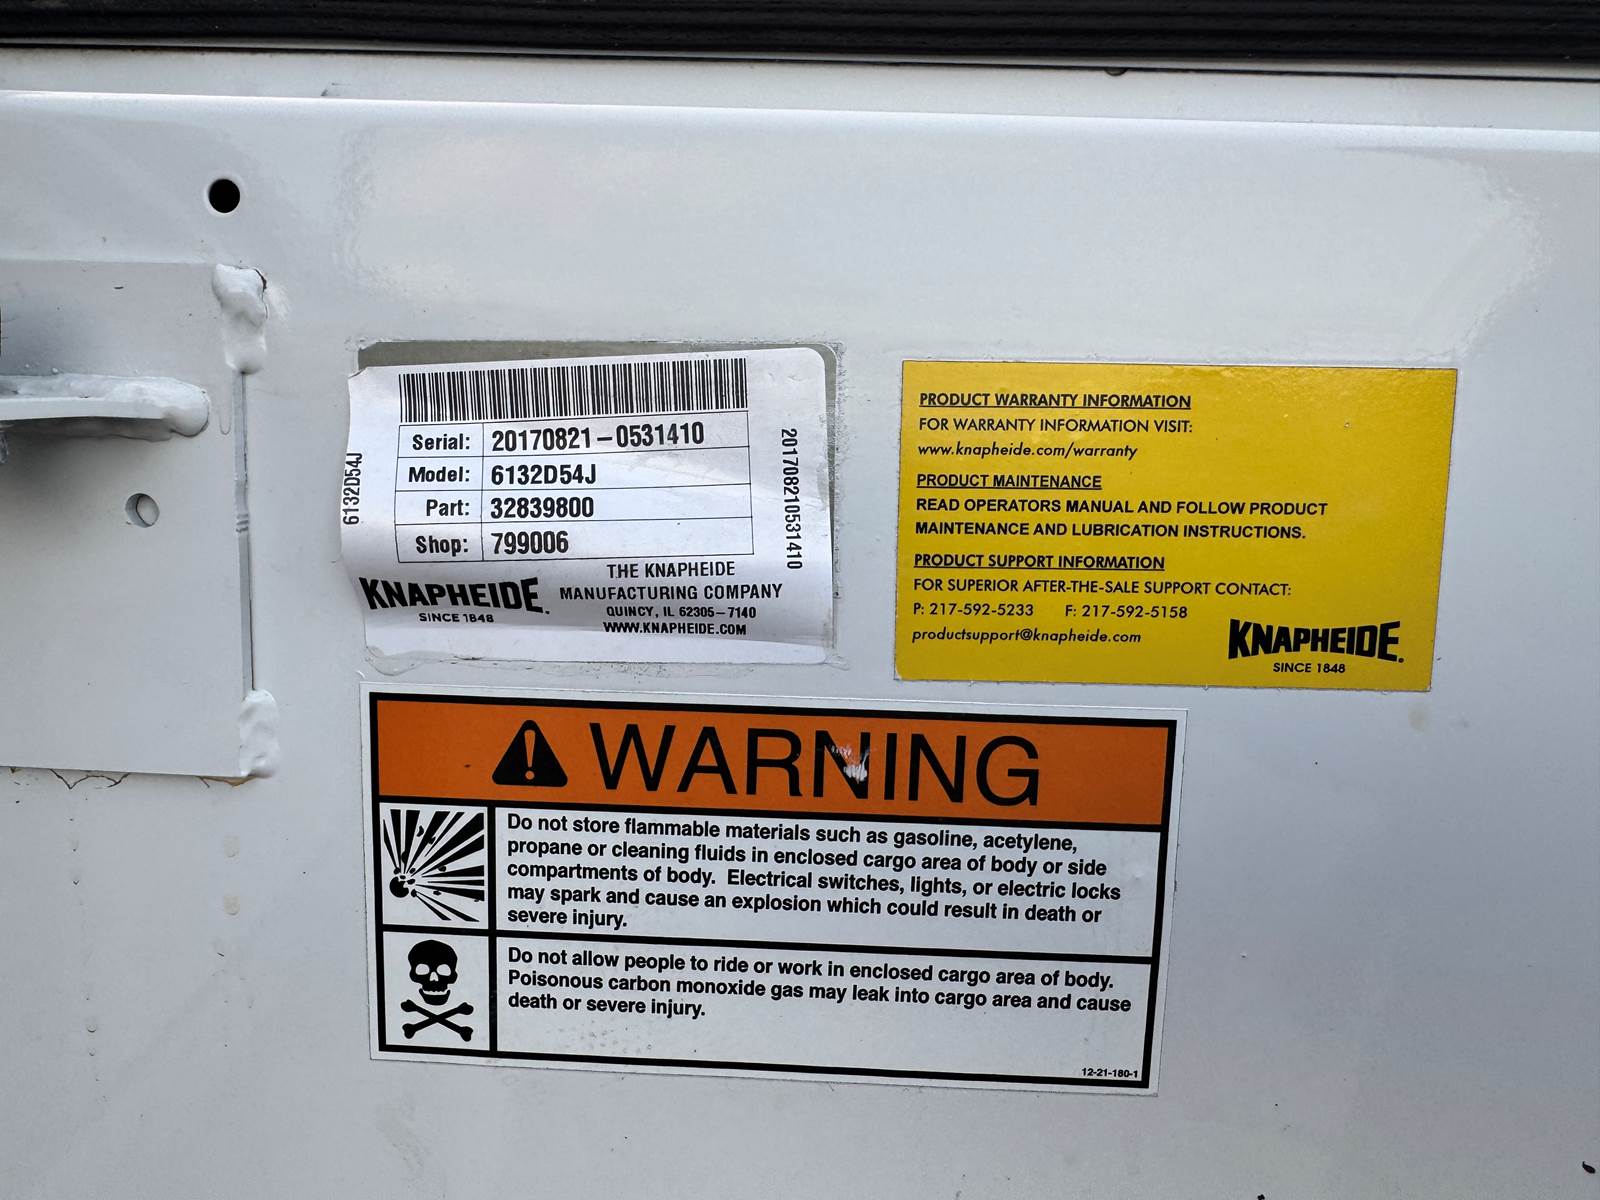 Serial: 20170821-0531410
Model: 6132D54J
Part: 32839800
Shop: 799006
6132D54J
201708210531410
KNAPHEIDE.
SINCE 1848
THE KNAPHEIDE
MANUFACTURING COMPANY
QUINCY, IL 62305-7140
WWW.KNAPHEIDE.COM
PRODUCT WARRANTY INFORMATION
FOR WARRANTY INFORMATION VISIT:
www.knapheide.com/warranty
PRODUCT MAINTENANCE
READ OPERATORS MANUAL AND FOLLOW PRODUCT
MAINTENANCE AND LUBRICATION INSTRUCTIONS.
PRODUCT SUPPORT INFORMATION
FOR SUPERIOR AFTER-THE-SALE SUPPORT CONTACT:
P: 217-592-5233 F: 217-592-5158
productsupport@knapheide.com
KNAPHEIDE.
SINCE 1848
WARNING
Do not store flammable materials such as gasoline, acetylene,
propane or cleaning fluids in enclosed cargo area of body or side
compartments of body. Electrical switches, lights, or electric locks
may spark and cause an explosion which could result in death or
severe injury.
Do not allow people to ride or work in enclosed cargo area of body.
Poisonous carbon monoxide gas may leak into cargo area and cause
death or severe injury.
12-21-180-1